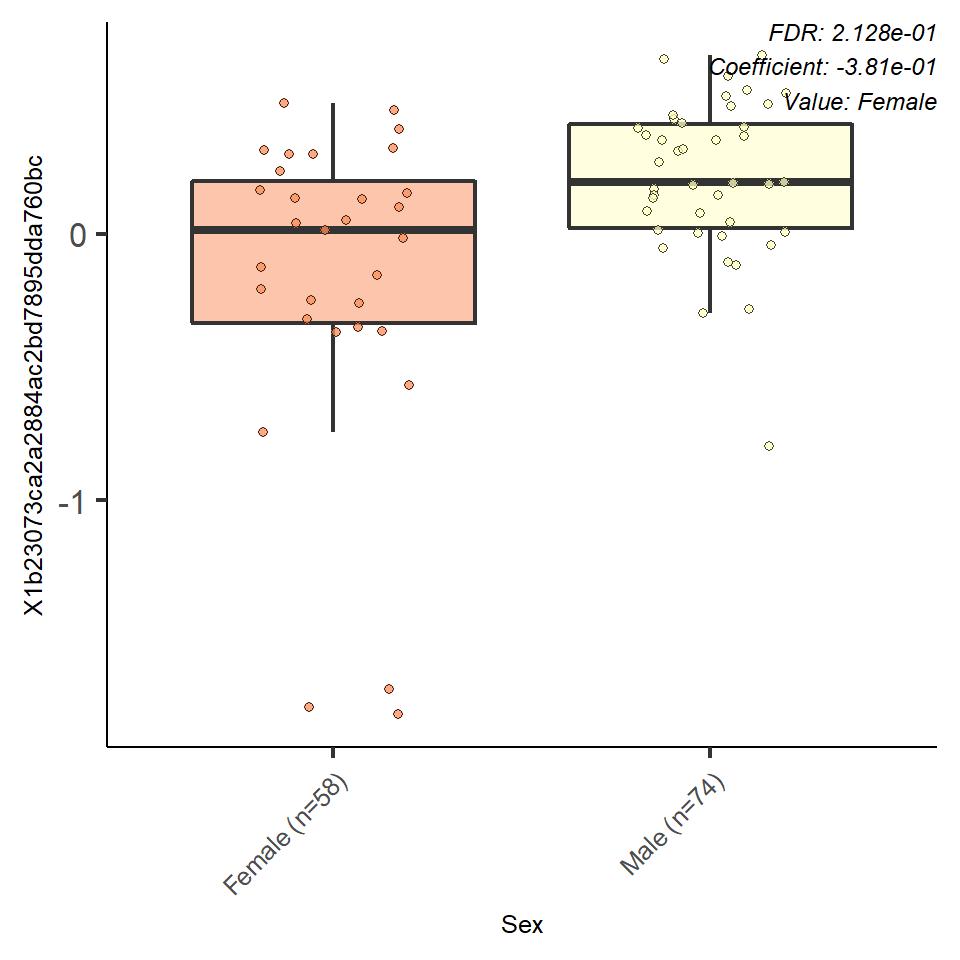 FDR: 2.128e-01
Coefficient: -3.81e-01
Value: Female
X1b23073ca2a2884ac2bd7895dda760bc
0
-1
Female (n=58)
Male (n=74)
Sex